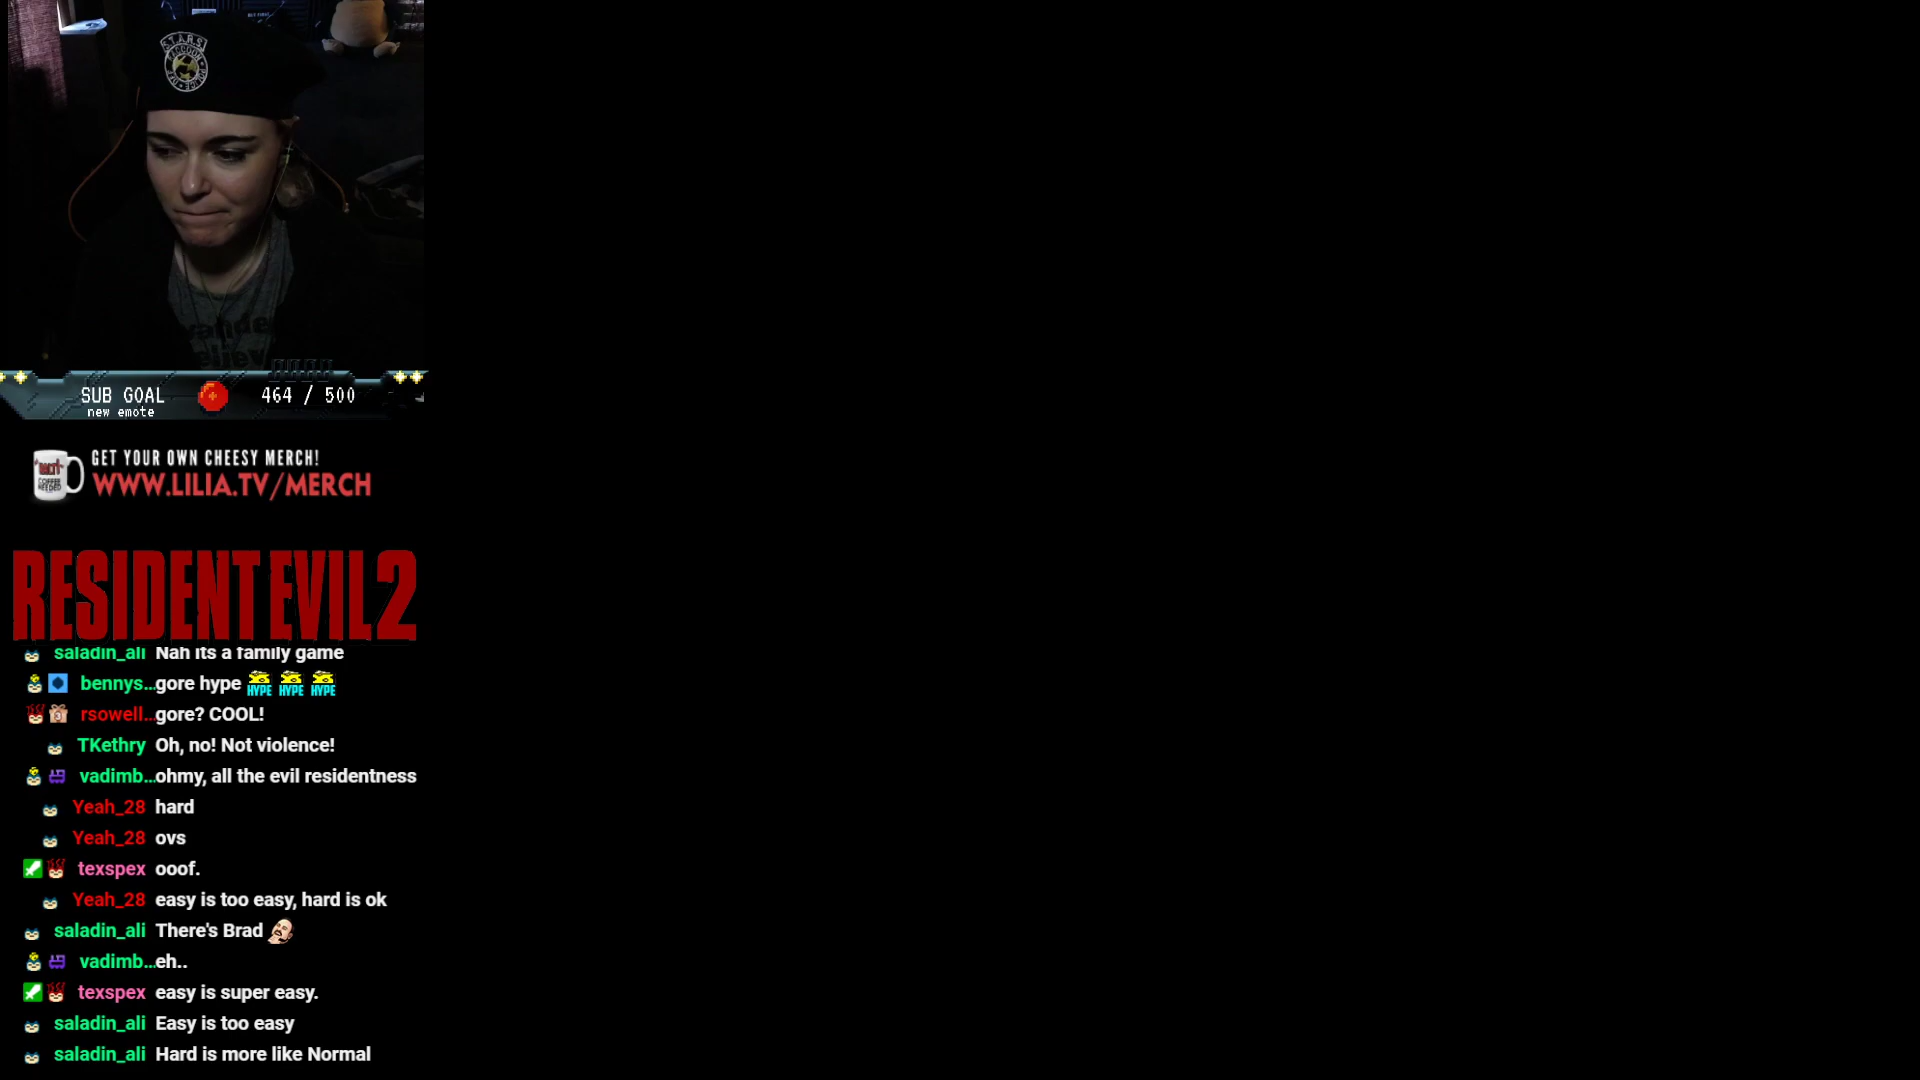 S.T.A.R.S.
RACCOON
POLICE
SUB GOAL
464 / 500
new emote
GET YOUR OWN CHEESY MERCH!
WWW.LILIA.TV/MERCH
COFFEE
NEEDED
RESIDENT EVIL 2
saladin_ali Nah its a family game
bennys...gore hype HYPE HYPE HYPE
rsowell...gore? COOL!
TKethry Oh, no! Not violence!
vadimb...ohmy, all the evil residentness
Yeah_28 hard
Yeah_28 ovs
texspex ooof.
Yeah_28 easy is too easy, hard is ok
saladin_ali There's Brad
vadimb...eh..
texspex easy is super easy.
saladin_ali Easy is too easy
saladin_ali Hard is more like Normal